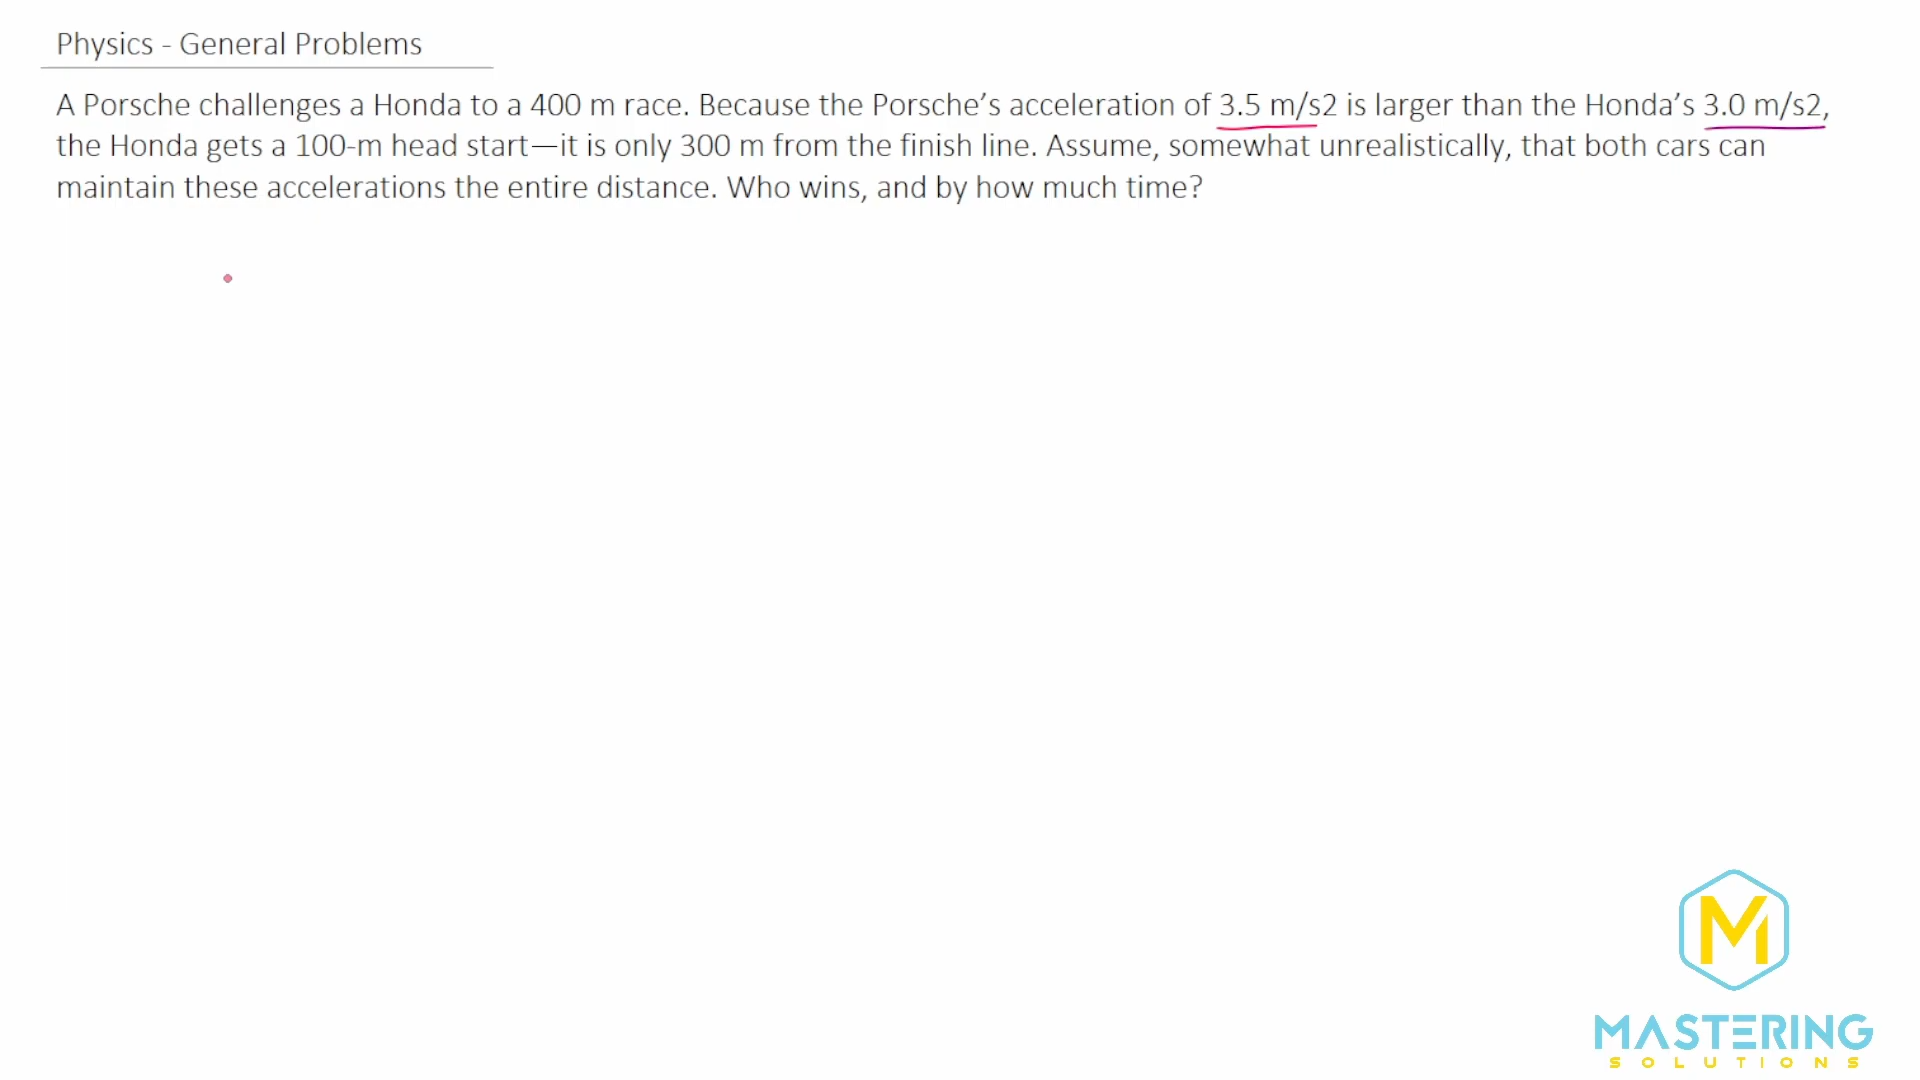 Physics - General Problems
A Porsche challenges a Honda to a 400 m race. Because the Porsche’s acceleration of 3.5 m/s2 is larger than the Honda’s 3.0 m/s2,
the Honda gets a 100-m head start—it is only 300 m from the finish line. Assume, somewhat unrealistically, that both cars can
maintain these accelerations the entire distance. Who wins, and by how much time?
M
MASTERING
SOLUTIONS